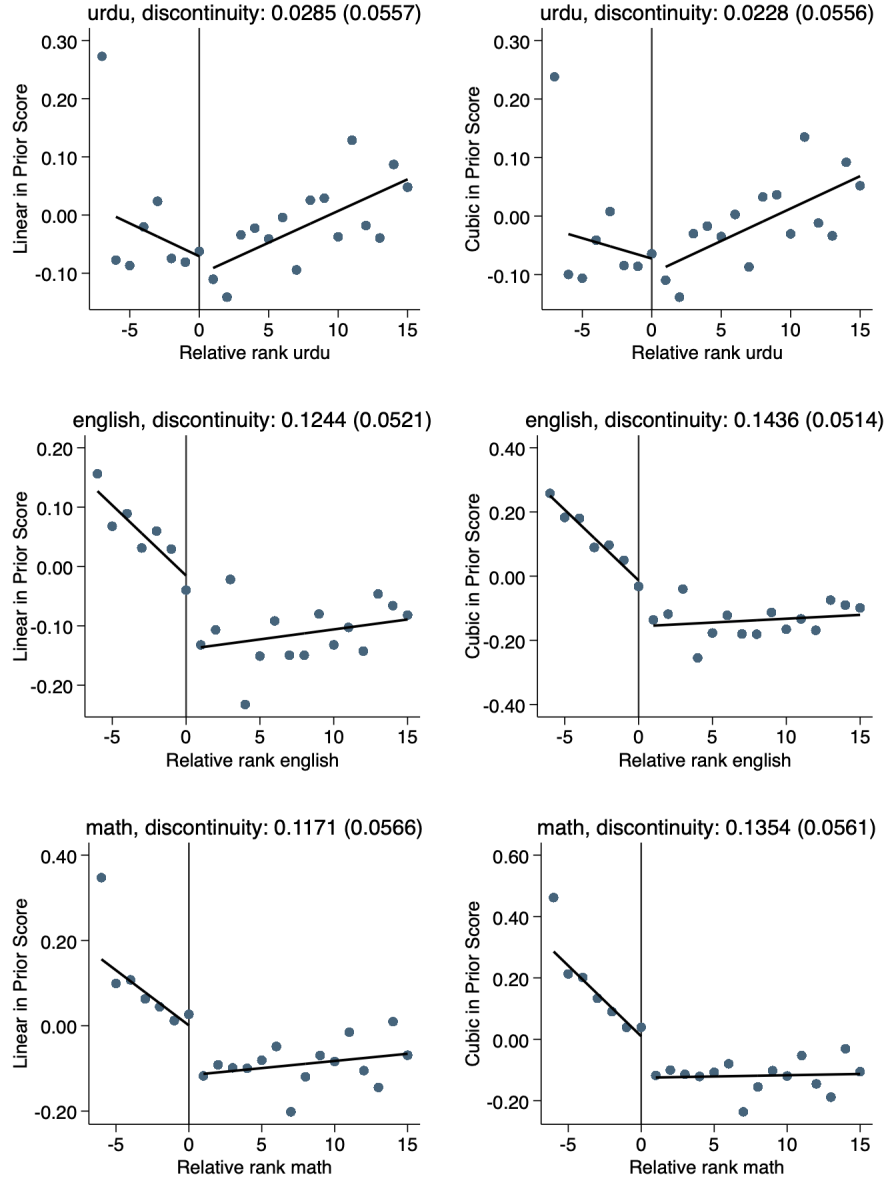 urdu, discontinuity: 0.0285 (0.0557)
Linear in Prior Score
0.30
0.20
0.10
0.00
-0.10
-5 0 5 10 15
Relative rank urdu
urdu, discontinuity: 0.0228 (0.0556)
Cubic in Prior Score
0.30
0.20
0.10
0.00
-0.10
-5 0 5 10 15
Relative rank urdu
english, discontinuity: 0.1244 (0.0521)
Linear in Prior Score
0.20
0.10
0.00
-0.10
-0.20
-5 0 5 10 15
Relative rank english
english, discontinuity: 0.1436 (0.0514)
Cubic in Prior Score
0.40
0.20
0.00
-0.20
-0.40
-5 0 5 10 15
Relative rank english
math, discontinuity: 0.1171 (0.0566)
Linear in Prior Score
0.40
0.20
0.00
-0.20
-5 0 5 10 15
Relative rank math
math, discontinuity: 0.1354 (0.0561)
Cubic in Prior Score
0.60
0.40
0.20
0.00
-0.20
-5 0 5 10 15
Relative rank math